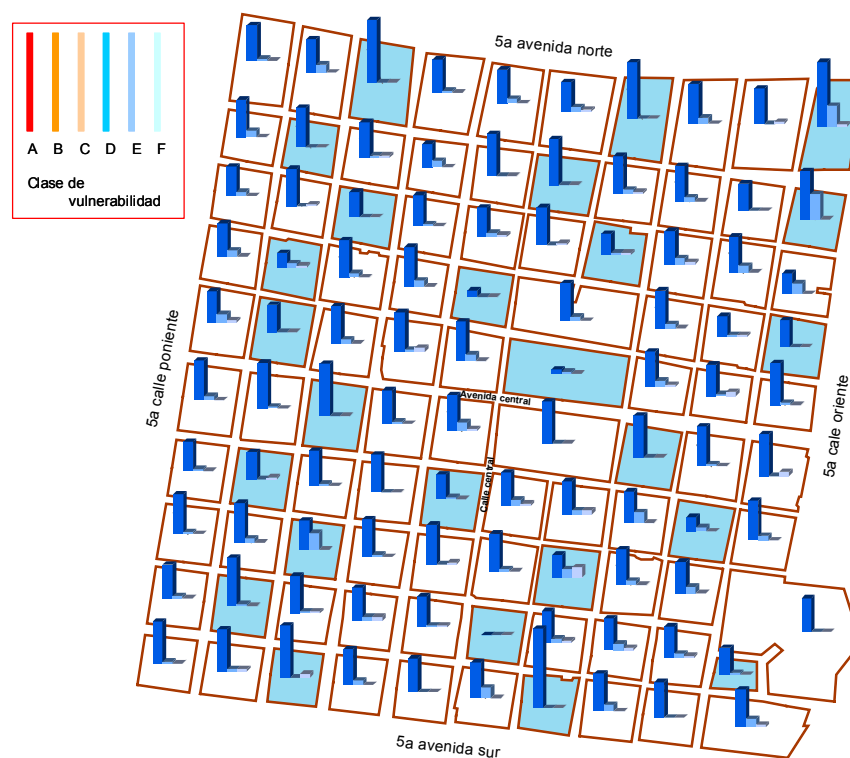 5a avenida norte
A B C D E F
Clase de
vulnerabilidad
5a calle poniente
Avenida central
Calle central
5a cale oriente
5a avenida sur